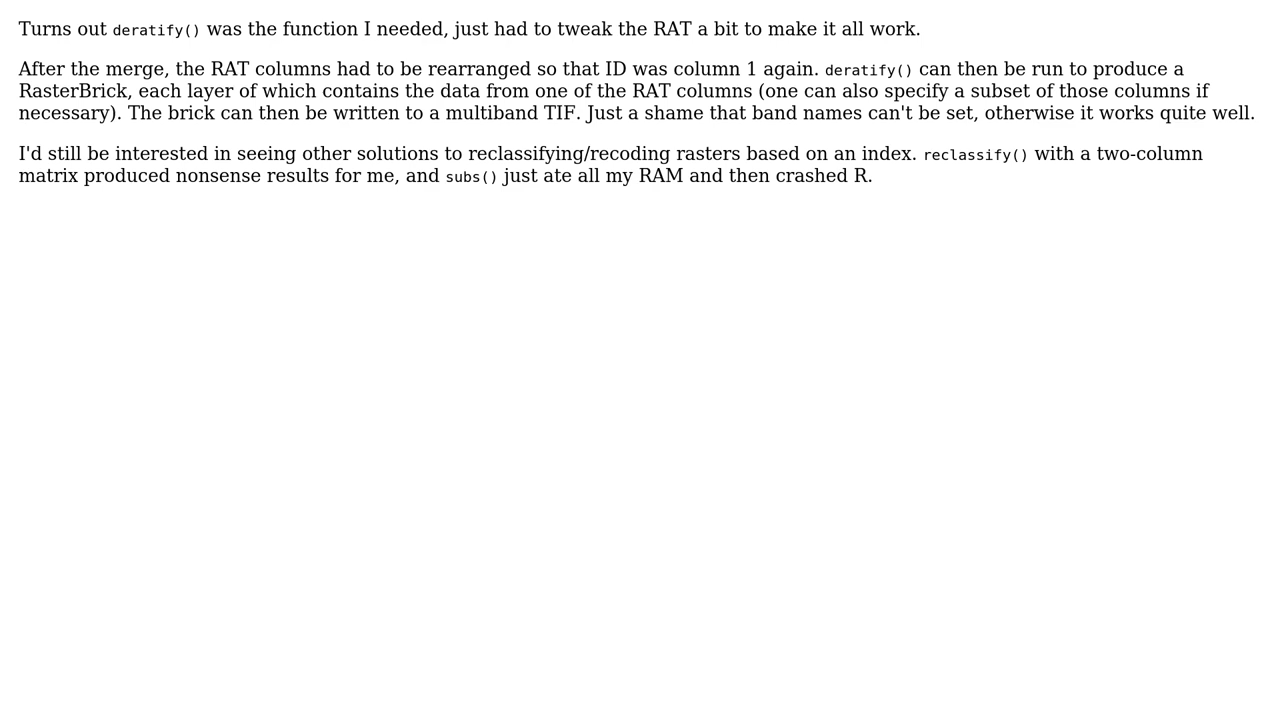 Turns out deratify() was the function I needed, just had to tweak the RAT a bit to make it all work.
After the merge, the RAT columns had to be rearranged so that ID was column 1 again. deratify() can then be run to produce a
RasterBrick, each layer of which contains the data from one of the RAT columns (one can also specify a subset of those columns if
necessary). The brick can then be written to a multiband TIF. Just a shame that band names can't be set, otherwise it works quite well.
I'd still be interested in seeing other solutions to reclassifying/recoding rasters based on an index. reclassify() with a two-column
matrix produced nonsense results for me, and subs() just ate all my RAM and then crashed R.